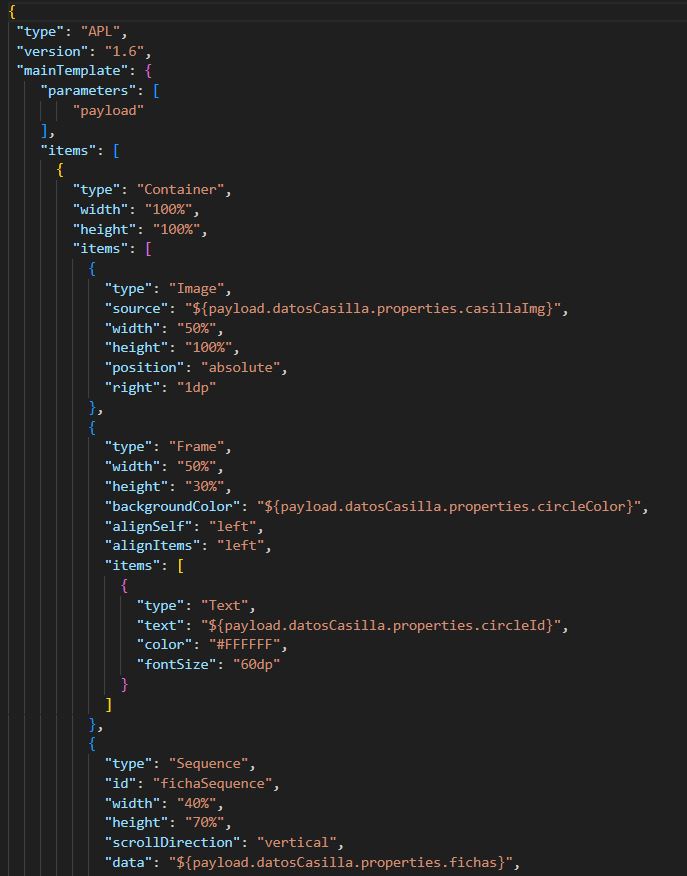 {
"type": "APL",
"version": "1.6",
"mainTemplate": {
"parameters": [
"payload"
],
"items": [
{
"type": "Container",
"width": "100%",
"height": "100%",
"items": [
{
"type": "Image",
"source": "${payload.datosCasilla.properties.casillaImg}",
"width": "50%",
"height": "100%",
"position": "absolute",
"right": "1dp"
},
{
"type": "Frame",
"width": "50%",
"height": "30%",
"backgroundColor": "${payload.datosCasilla.properties.circleColor}",
"alignSelf": "left",
"alignItems": "left",
"items": [
{
"type": "Text",
"text": "${payload.datosCasilla.properties.circleId}",
"color": "#FFFFFF",
"fontSize": "60dp"
}
]
},
{
"type": "Sequence",
"id": "fichaSequence",
"width": "40%",
"height": "70%",
"scrollDirection": "vertical",
"data": "${payload.datosCasilla.properties.fichas}",